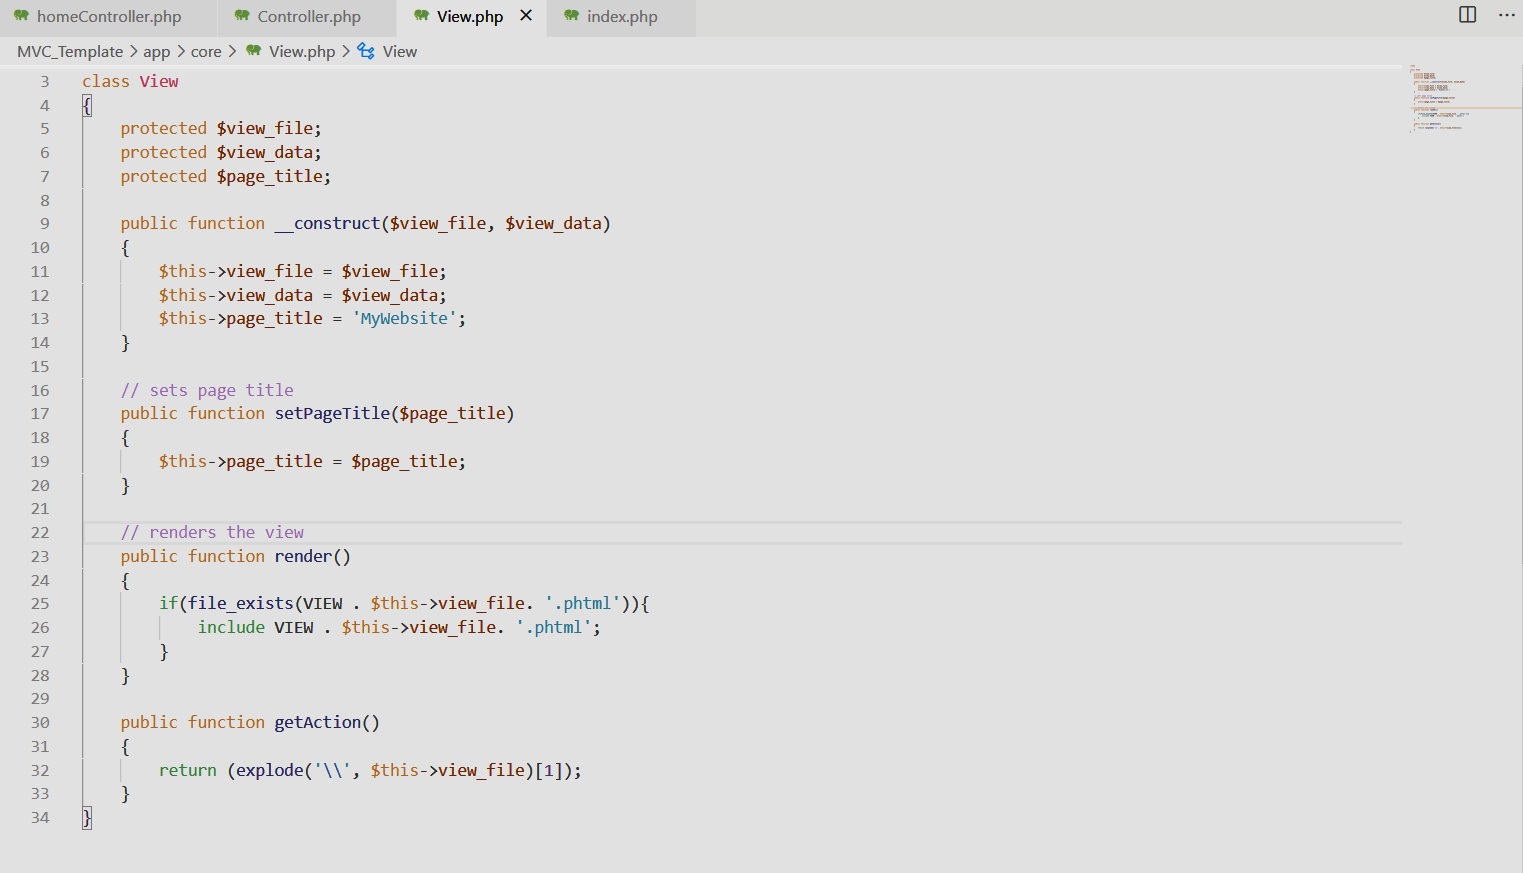 homeController.php Controller.php View.php × index.php ...
MVC_Template > app > core > View.php > View
3 class View
4 {
5 protected $view_file;
6 protected $view_data;
7 protected $page_title;
8
9 public function __construct($view_file, $view_data)
10 {
11 $this->view_file = $view_file;
12 $this->view_data = $view_data;
13 $this->page_title = 'MyWebsite';
14 }
15
16 // sets page title
17 public function setPageTitle($page_title)
18 {
19 $this->page_title = $page_title;
20 }
21
22 // renders the view
23 public function render()
24 {
25 if(file_exists(VIEW . $this->view_file. '.phtml')){
26 include VIEW . $this->view_file. '.phtml';
27 }
28 }
29
30 public function getAction()
31 {
32 return (explode('\\', $this->view_file)[1]);
33 }
34 }